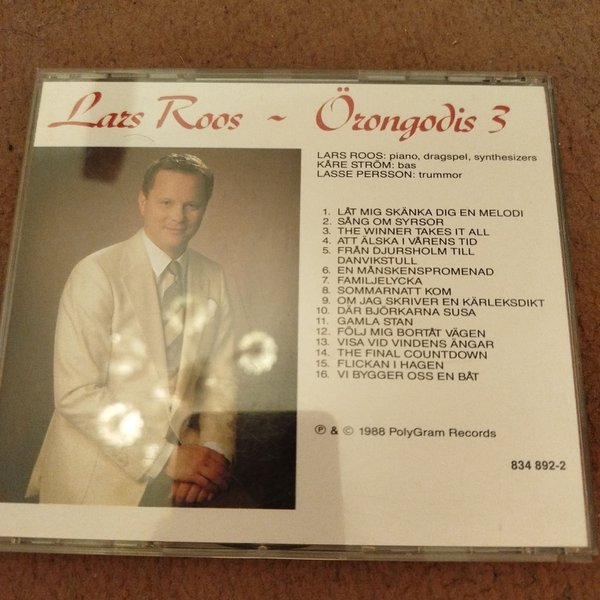 Lars Roos ~ Örongodis 3
LARS ROOS: piano, dragspel, synthesizers
KÅRE STRÖM: bas
LASSE PERSSON: trummor
1. LÅT MIG SKÄNKA DIG EN MELODI
2. SÅNG OM SYRSOR
3. THE WINNER TAKES IT ALL
4. ATT ÄLSKA I VÅRENS TID
5. FRÅN DJURSHOLM TILL
DANVIKSTULL
6. EN MÅNSKENSPROMENAD
7. FAMILJELYCKA
8. SOMMARNATT KOM
9. OM JAG SKRIVER EN KÄRLEKSDIKT
10. DÄR BJÖRKARNA SUSA
11. GAMLA STAN
12. FÖLJ MIG BORTÅT VÄGEN
13. VISA VID VINDENS ÄNGAR
14. THE FINAL COUNTDOWN
15. FLICKAN I HAGEN
16. VI BYGGER OSS EN BÅT
℗ & © 1988 PolyGram Records
834 892-2